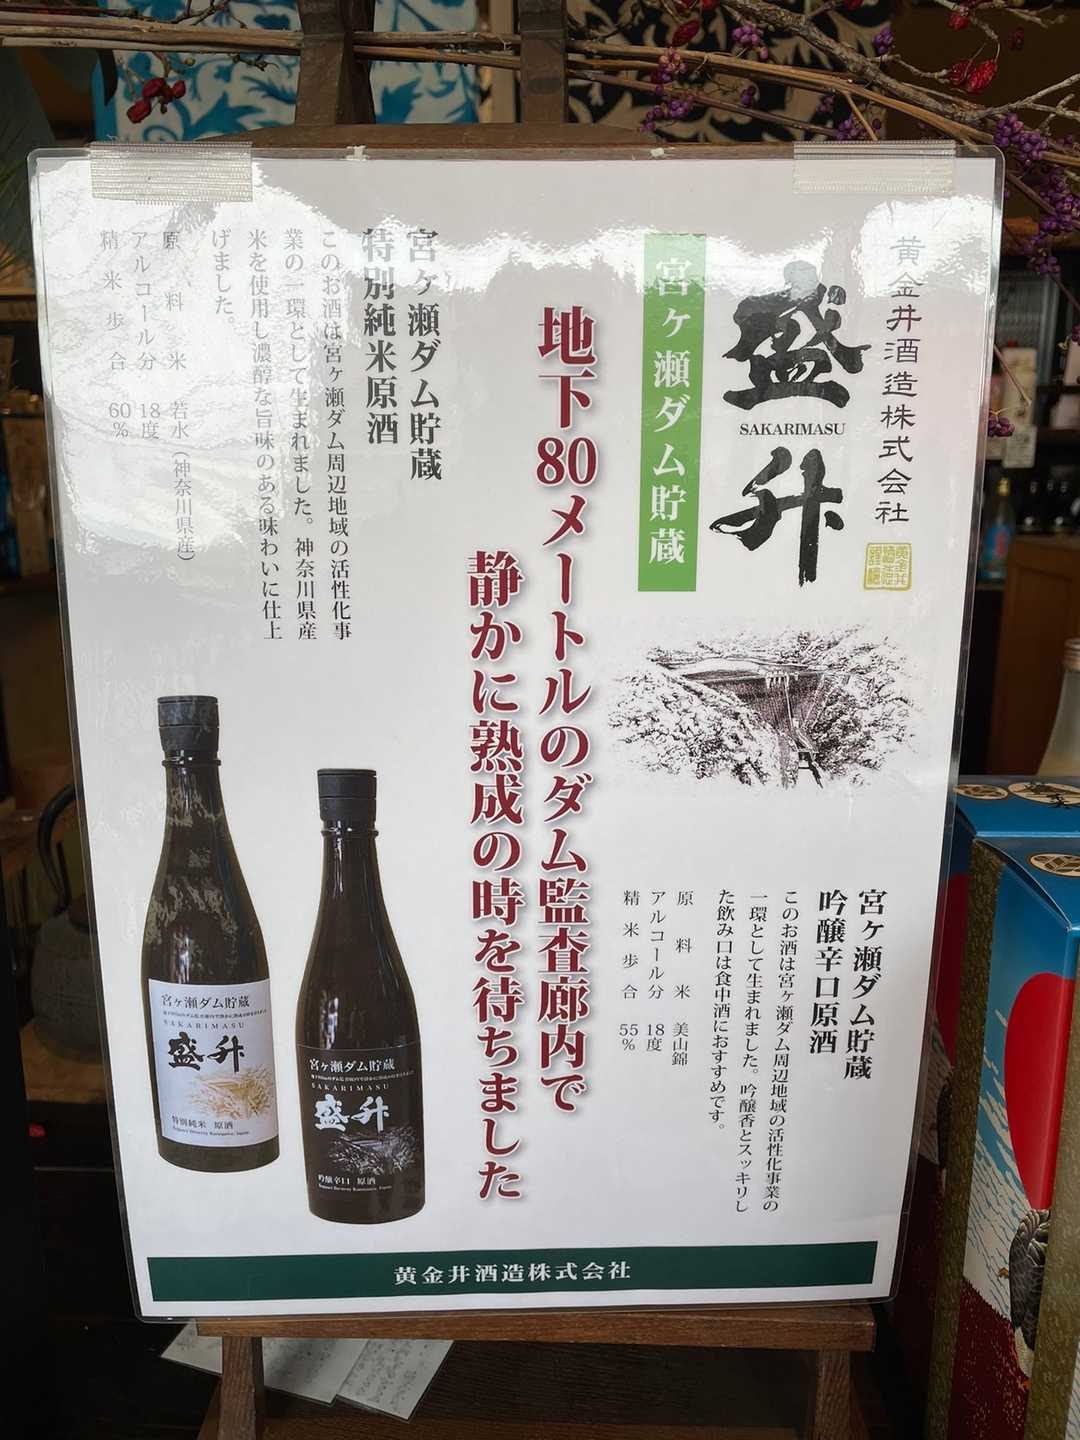 黄金井酒造株式会社
盛升
SAKARIMASU
宮ヶ瀬ダム貯蔵
地下80メートルのダム監査廊内で
静かに熟成の時を待ちました
宮ヶ瀬ダム貯蔵
特別純米原酒
このお酒は宮ヶ瀬ダム周辺地域の活性化事
業の一環として生まれました。神奈川県産
米を使用し濃醇な旨味のある味わいに仕上
げました。
原料米 若水（神奈川県産）
アルコール分 18度
精米歩合 60%
宮ヶ瀬ダム貯蔵
吟醸辛口原酒
このお酒は宮ヶ瀬ダム周辺地域の活性化事業の
一環として生まれました。吟醸香とスッキリし
た飲み口は食中酒におすすめです。
原料米 美山錦
アルコール分 18度
精米歩合 55%
宮ヶ瀬ダム貯蔵
SAKARIMASU
盛升
特別純米 原酒
宮ヶ瀬ダム貯蔵
SAKARIMASU
盛升
吟醸辛口 原酒
黄金井酒造株式会社